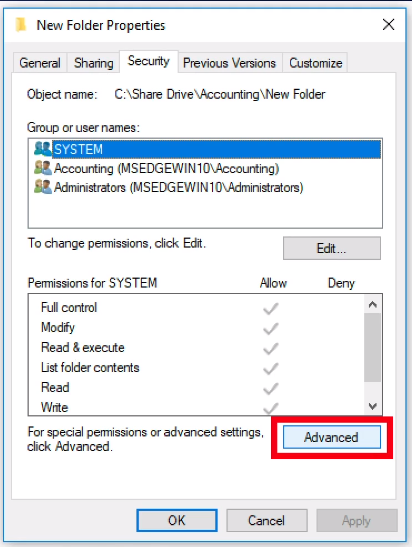 New Folder Properties
General Sharing Security Previous Versions Customize
Object name: C:\Share Drive\Accounting\New Folder
Group or user names:
SYSTEM
Accounting (MSEDGEWIN10\Accounting)
Administrators (MSEDGEWIN10\Administrators)
To change permissions, click Edit.
Edit...
Permissions for SYSTEM Allow Deny
Full control
Modify
Read & execute
List folder contents
Read
Write
For special permissions or advanced settings,
click Advanced.
Advanced
OK Cancel Apply